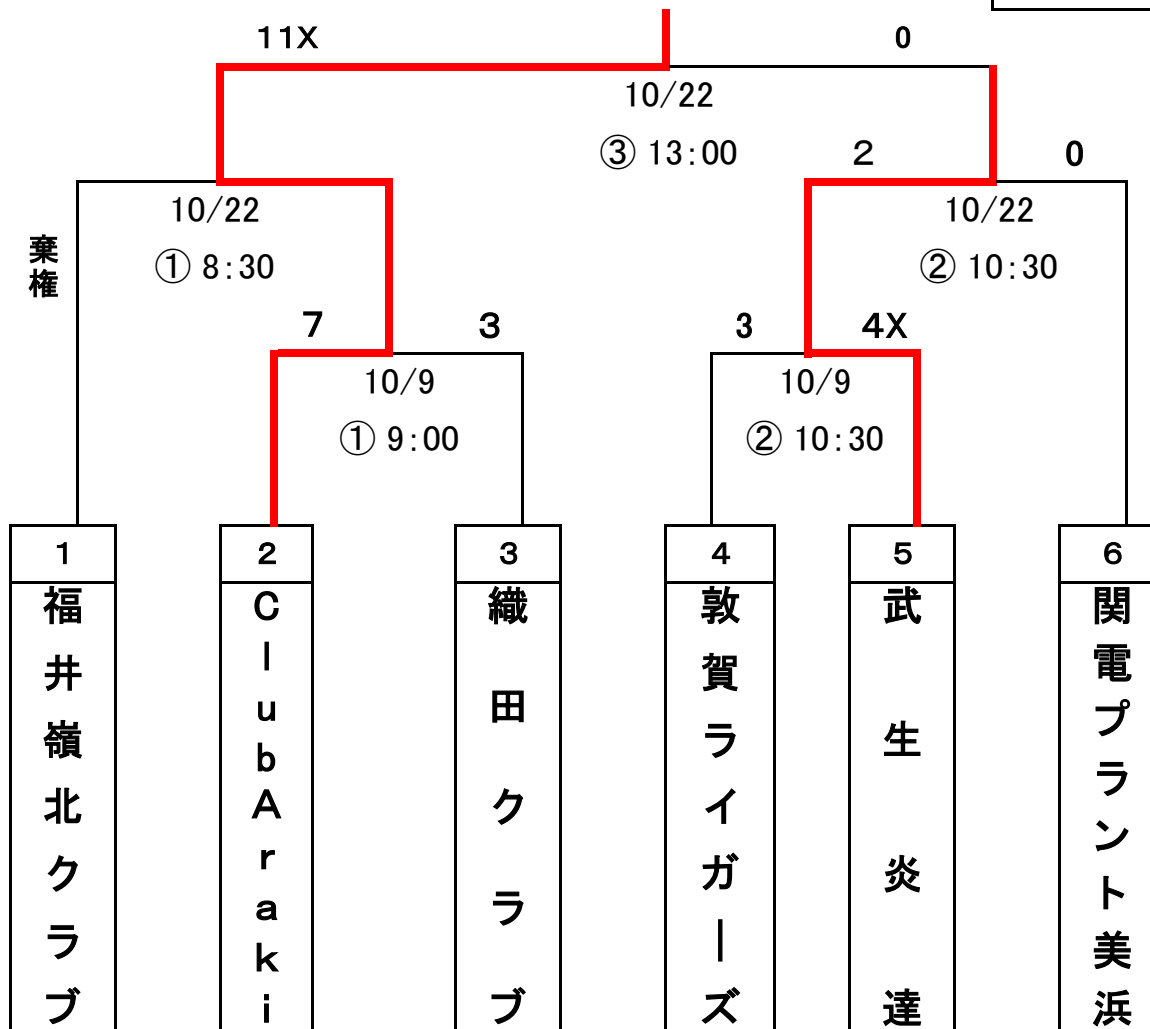 11X 0
10/22
③ 13:00
2 0
10/22
① 8:30
10/22
② 10:30
棄権
7 3
3 4X
10/9
① 9:00
10/9
② 10:30
1 2 3 4 5 6
福井嶺北クラブ
ClubAraki
織田クラブ
敦賀ライガーズ
武生炎達
関電プラント美浜